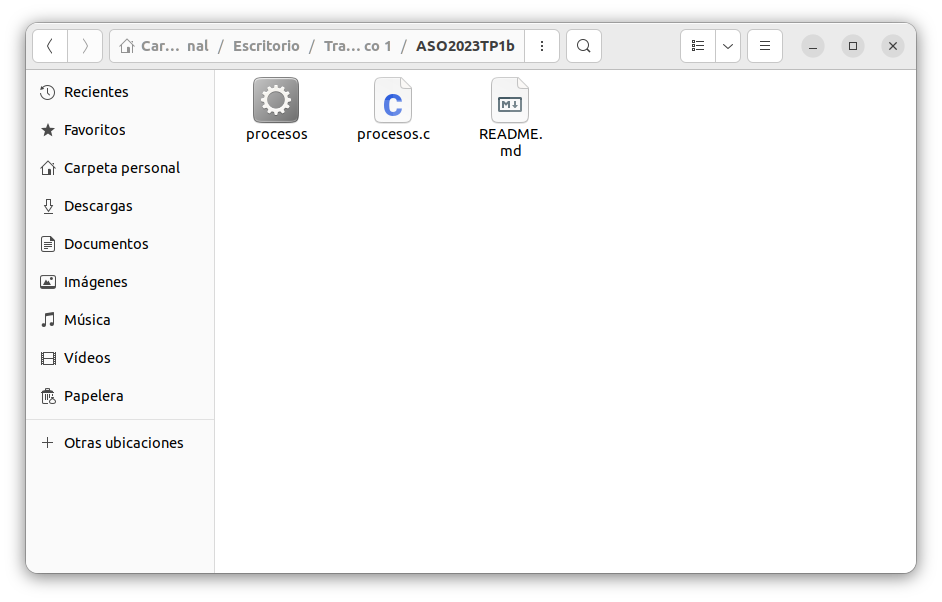 Car… nal / Escritorio / Tra… co 1 / ASO2023TP1b
Recientes
Favoritos
Carpeta personal
Descargas
Documentos
Imágenes
Música
Vídeos
Papelera
Otras ubicaciones
procesos
C
procesos.c
M
README.
md